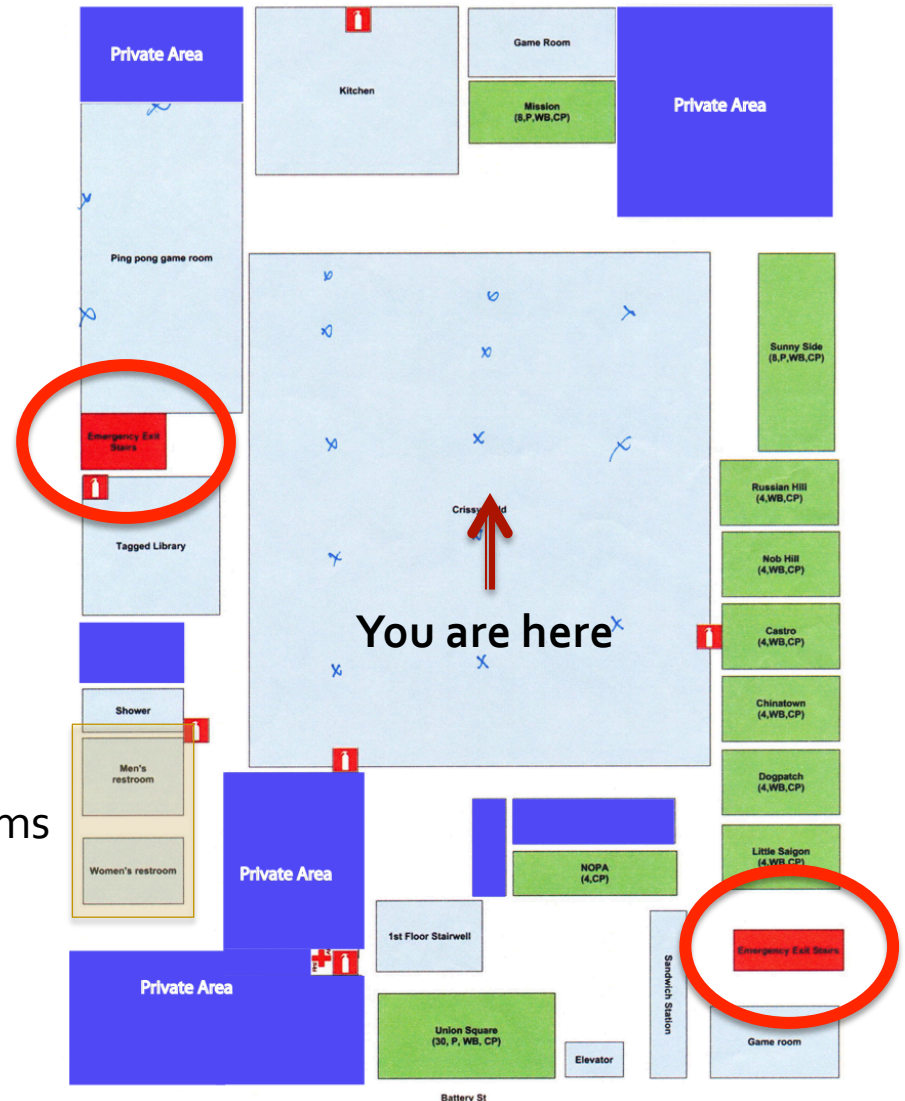 Private Area
Kitchen
Game Room
Mission
(8,P,WB,CP)
Private Area
Ping pong game room
Sunny Side
(8,P,WB,CP)
Emergency Exit
Stairs
Russian Hill
(4,WB,CP)
Tagged Library
Nob Hill
(4,WB,CP)
You are here
Castro
(4,WB,CP)
Shower
Chinatown
(4,WB,CP)
Men's
restroom
Dogpatch
(4,WB,CP)
ms
Women's restroom
Private Area
NOPA
(4,CP)
Little Saigon
(4,WB,CP)
1st Floor Stairwell
Emergency Exit Stairs
Sandwich Station
Private Area
Union Square
(30, P, WB, CP)
Elevator
Game room
Battery St